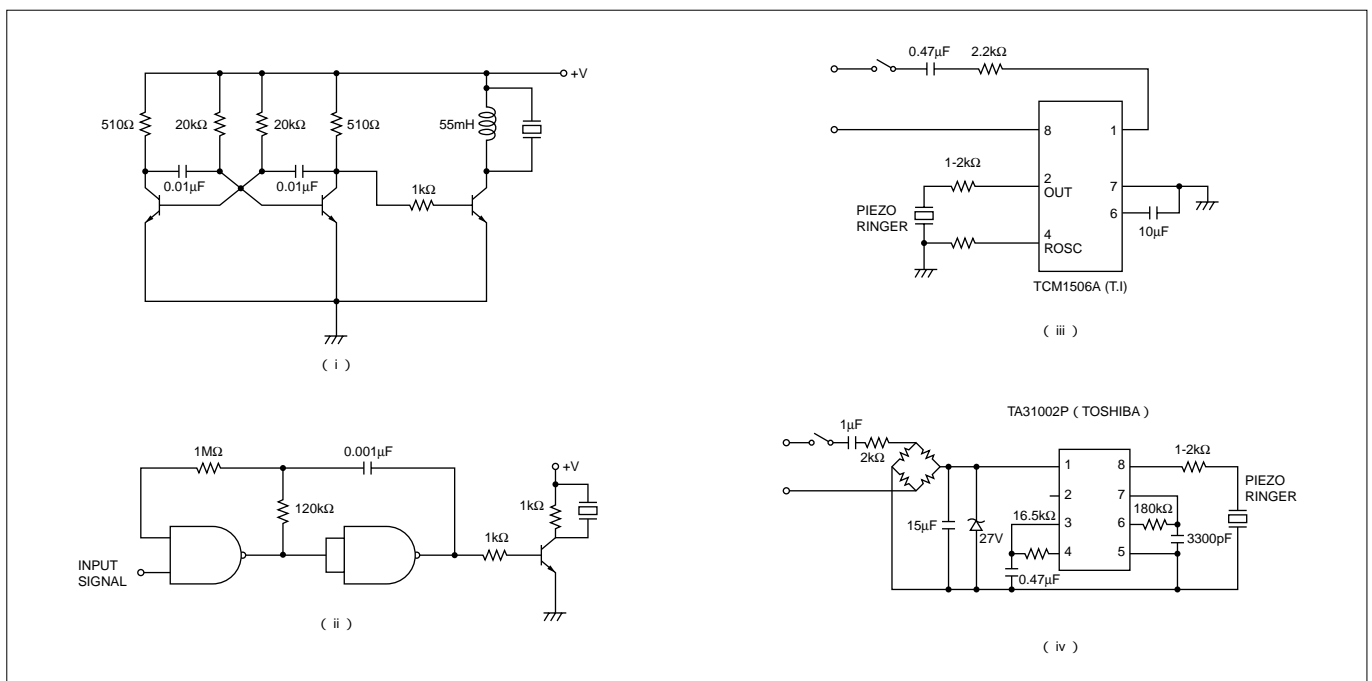 +V
510Ω
20kΩ
20kΩ
510Ω
55mH
0.01μF
0.01μF
1kΩ
( i )
0.47μF
2.2kΩ
8
1
1-2kΩ
2
OUT
7
PIEZO
RINGER
6
10μF
4
ROSC
TCM1506A (T.I)
( iii )
1MΩ
0.001μF
+V
120kΩ
1kΩ
1kΩ
INPUT
SIGNAL
( ii )
TA31002P ( TOSHIBA )
1μF
2kΩ
1
8
1-2kΩ
2
7
PIEZO
RINGER
16.5kΩ
180kΩ
15μF
27V
3
6
3300pF
4
5
0.47μF
( iv )